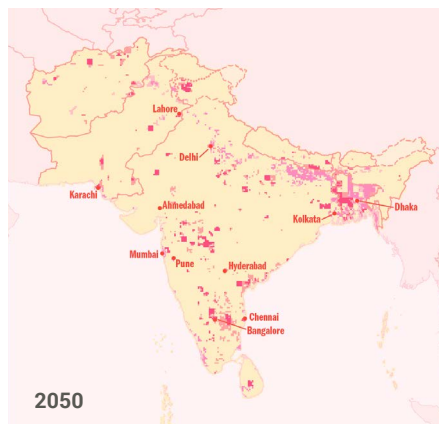 Lahore
Delhi
Karachi
Ahmedabad
Dhaka
Kolkata
Mumbai
Pune
Hyderabad
Chennai
Bangalore
2050